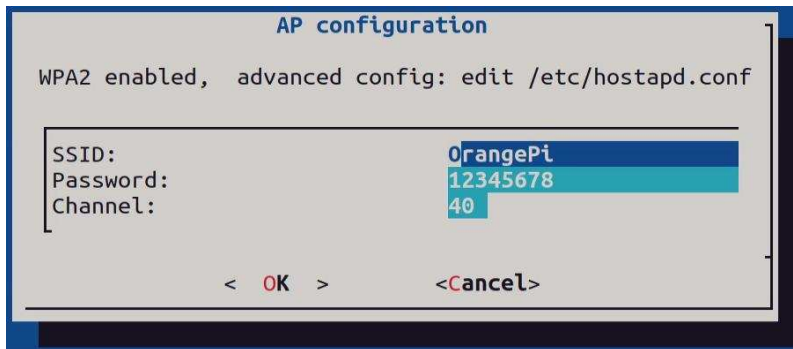 AP configuration
WPA2 enabled,  advanced config: edit /etc/hostapd.conf
SSID: OrangePi
Password: 12345678
Channel: 40
< OK > <Cancel>